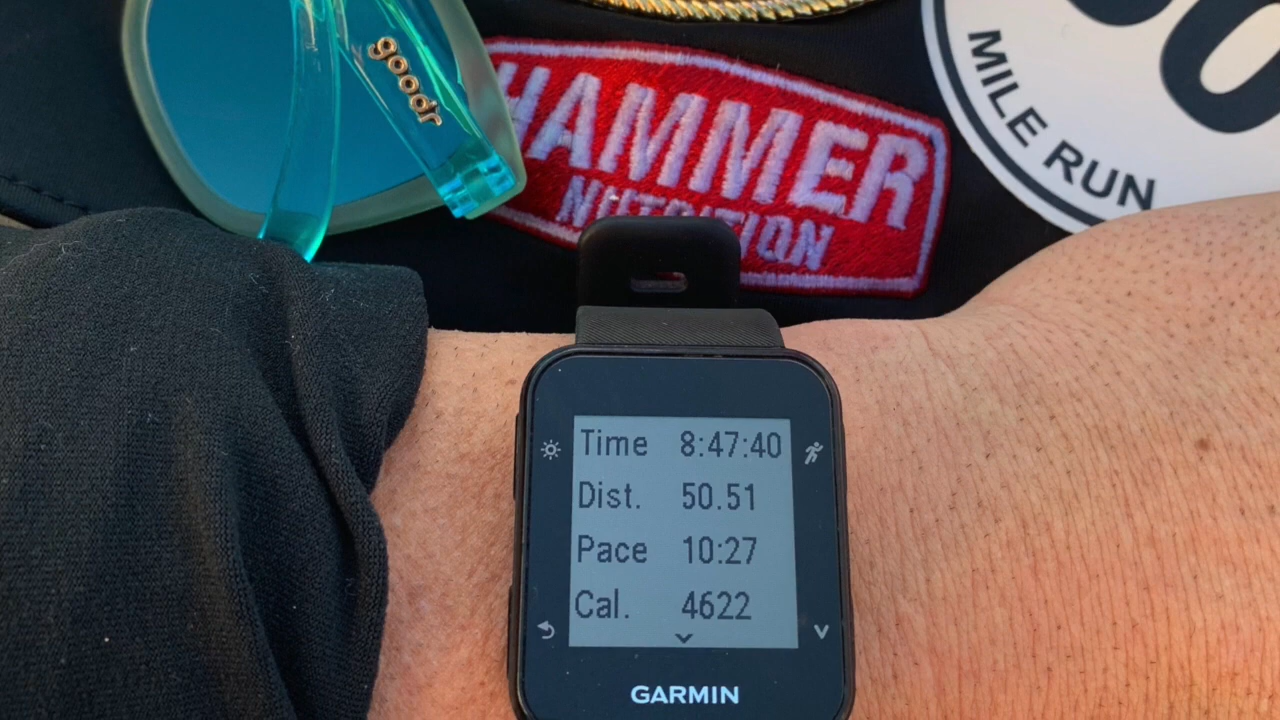 goodr
HAMMER
NUTRITION
MILE RUN
Time 8:47:40
Dist. 50.51
Pace 10:27
Cal. 4622
GARMIN